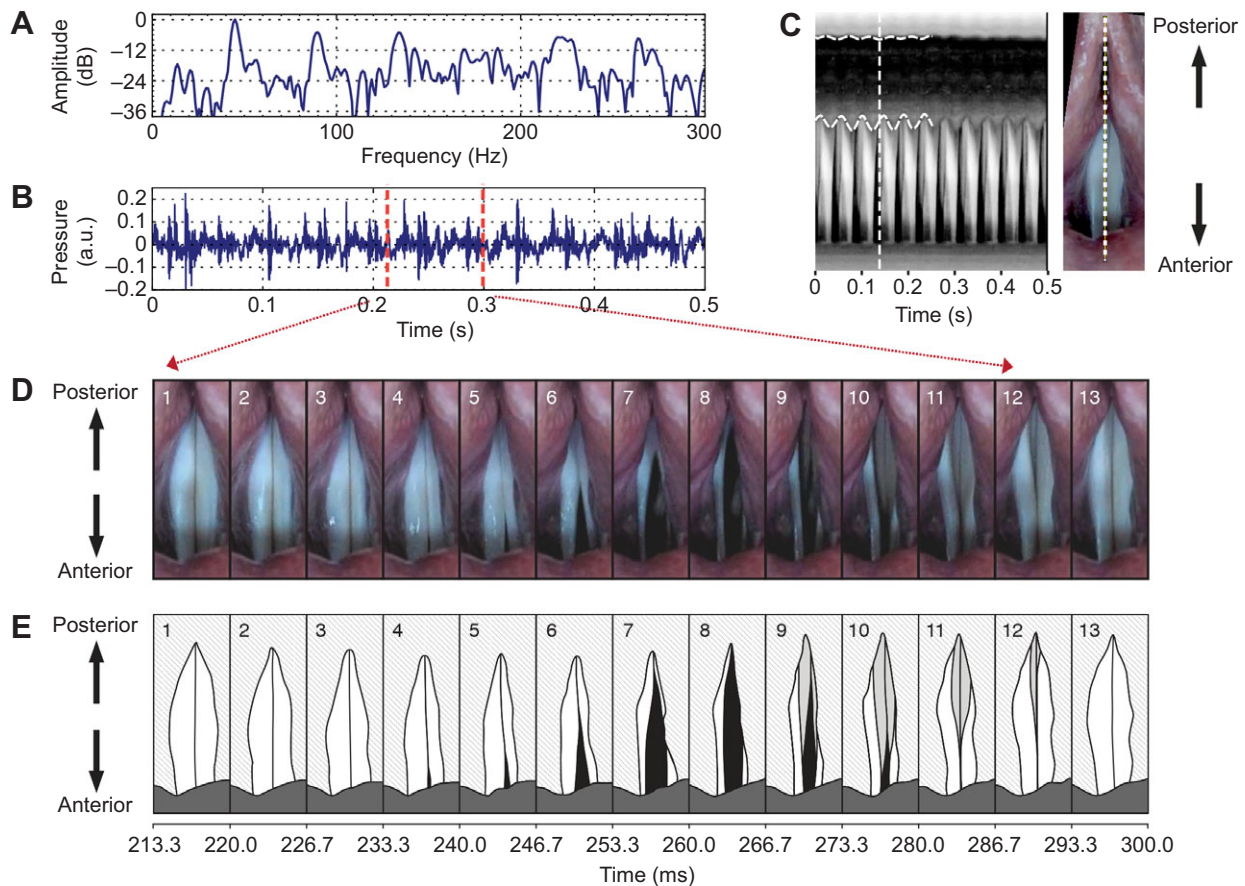 A
Amplitude
(dB)
0
–12
–24
–36
0
100
200
300
Frequency (Hz)
B
Pressure
(a.u.)
0.2
0.1
0
–0.1
–0.2
0
0.1
0.2
0.3
0.4
0.5
Time (s)
C
0
0.1
0.2
0.3
0.4
0.5
Time (s)
Posterior
Anterior
D
Posterior
Anterior
1 2 3 4 5 6 7 8 9 10 11 12 13
E
Posterior
Anterior
1 2 3 4 5 6 7 8 9 10 11 12 13
213.3 220.0 226.7 233.3 240.0 246.7 253.3 260.0 266.7 273.3 280.0 286.7 293.3 300.0
Time (ms)